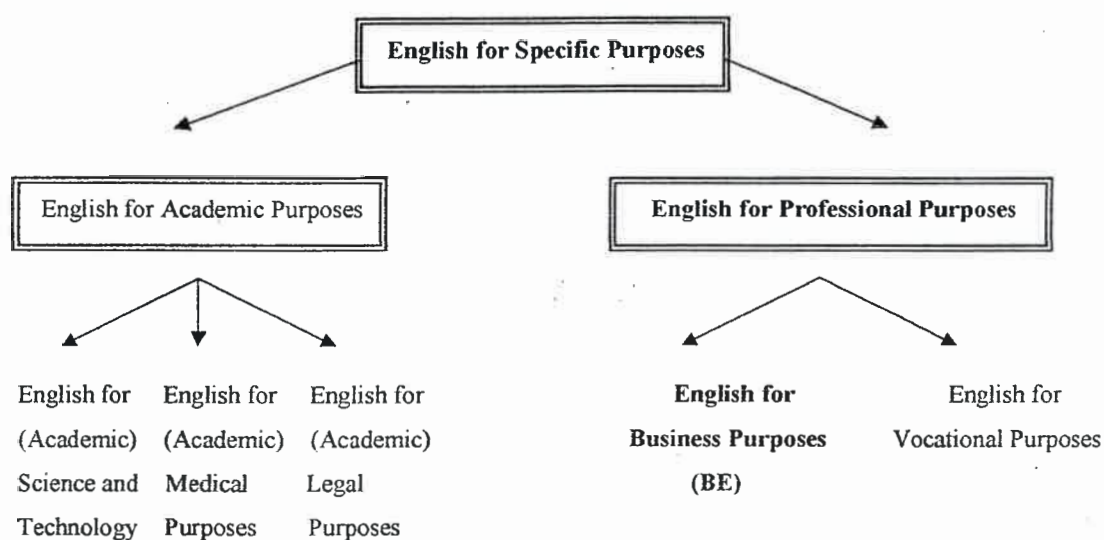 English for Specific Purposes
English for Academic Purposes
English for Professional Purposes
English for
(Academic)
Science and
Technology
English for
(Academic)
Medical
Purposes
English for
(Academic)
Legal
Purposes
English for
Business Purposes
(BE)
English for
Vocational Purposes